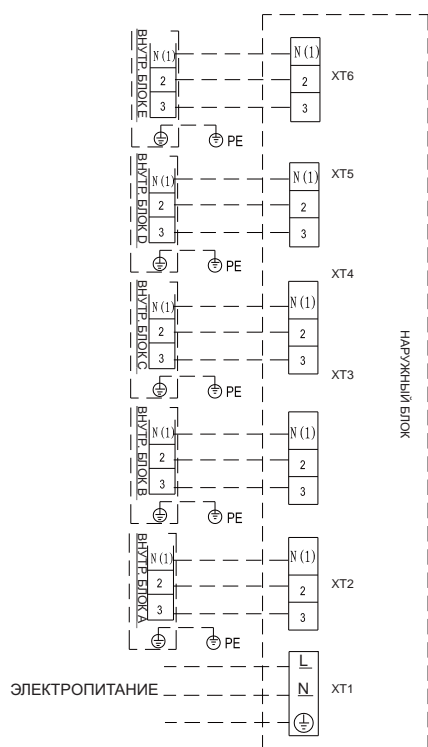 ВНУТР. БЛОК E
N(1)
2
3
PE
N(1)
2
3
XT6
ВНУТР. БЛОК D
N(1)
2
3
PE
N(1)
2
3
XT5
XT4
ВНУТР. БЛОК C
N(1)
2
3
PE
N(1)
2
3
XT3
НАРУЖНЫЙ БЛОК
ВНУТР. БЛОК B
N(1)
2
3
PE
N(1)
2
3
ВНУТР. БЛОК A
N(1)
2
3
PE
N(1)
2
3
XT2
ЭЛЕКТРОПИТАНИЕ
L
N
XT1